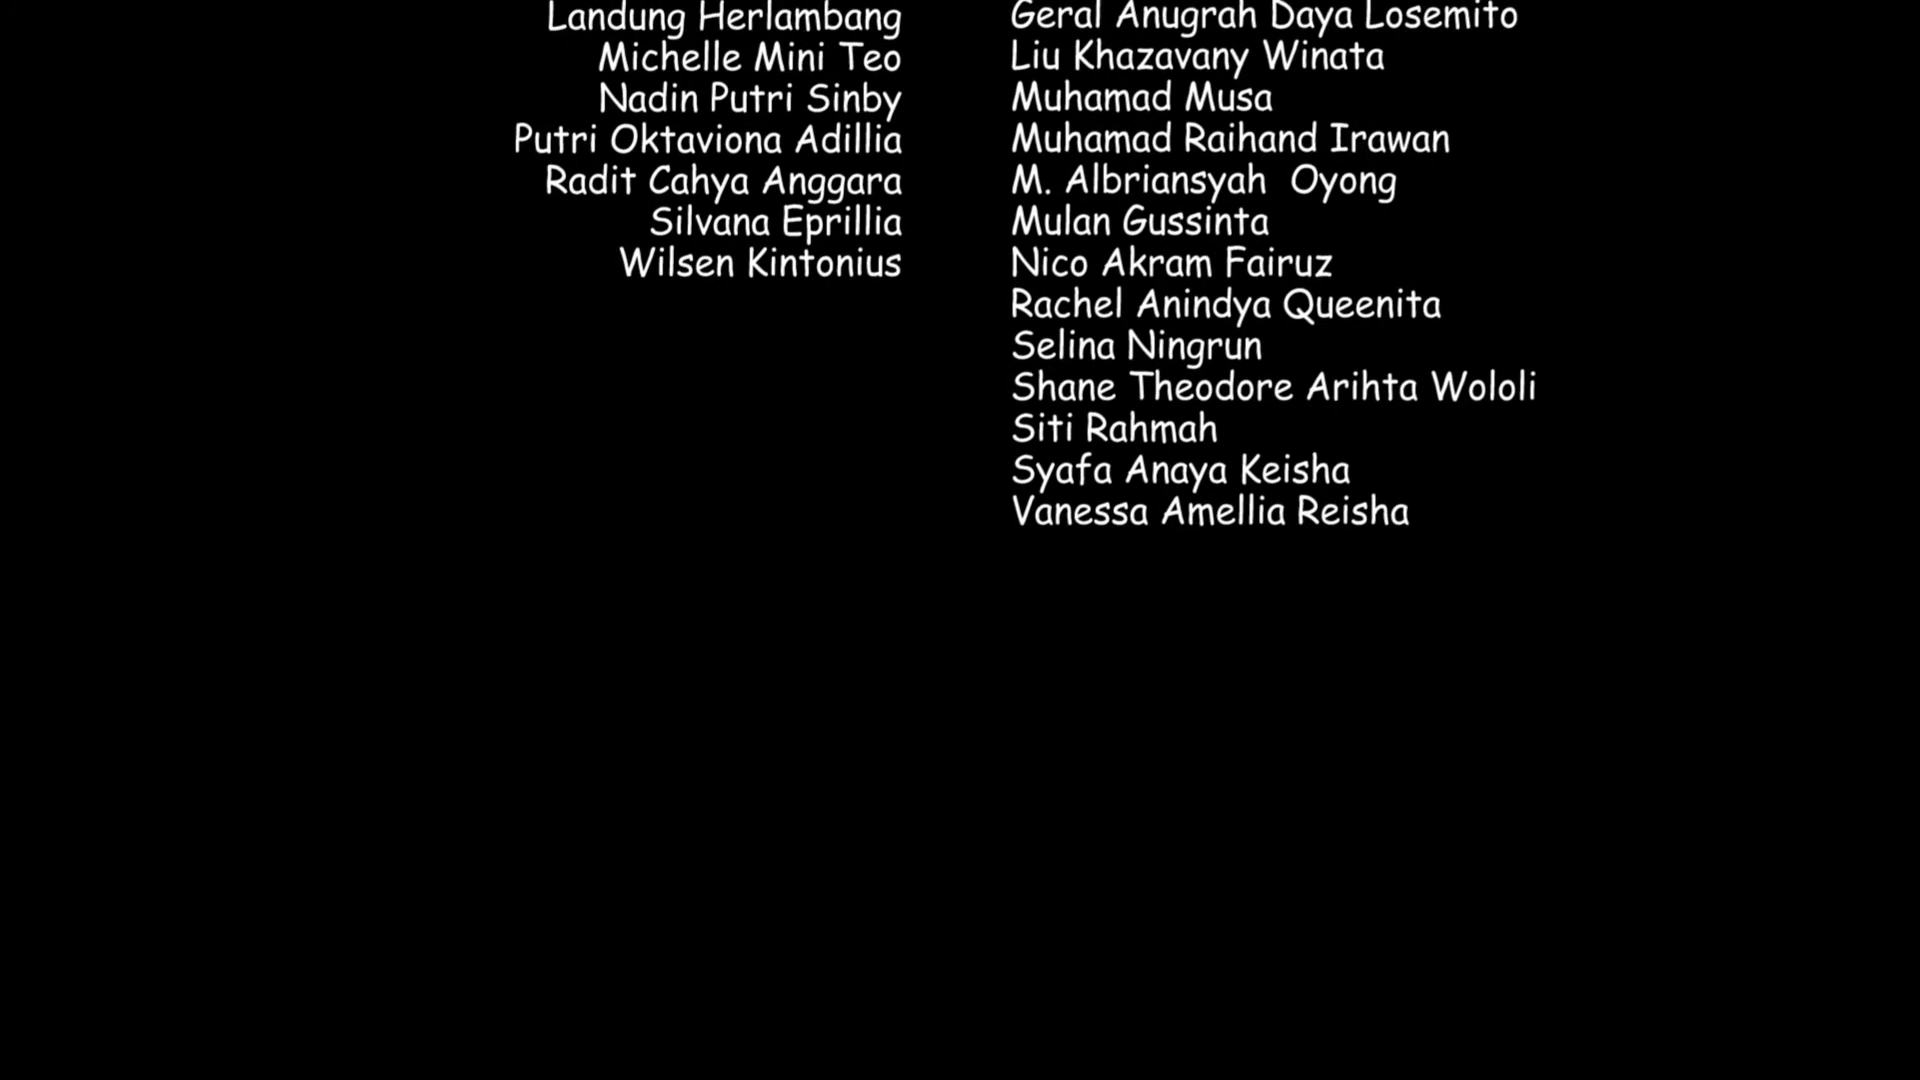 Landung Herlambang
Michelle Mini Teo
Nadin Putri Sinby
Putri Oktaviona Adillia
Radit Cahya Anggara
Silvana Eprillia
Wilsen Kintonius
Geral Anugrah Daya Losemito
Liu Khazavany Winata
Muhamad Musa
Muhamad Raihand Irawan
M. Albriansyah  Oyong
Mulan Gussinta
Nico Akram Fairuz
Rachel Anindya Queenita
Selina Ningrun
Shane Theodore Arihta Wololi
Siti Rahmah
Syafa Anaya Keisha
Vanessa Amellia Reisha